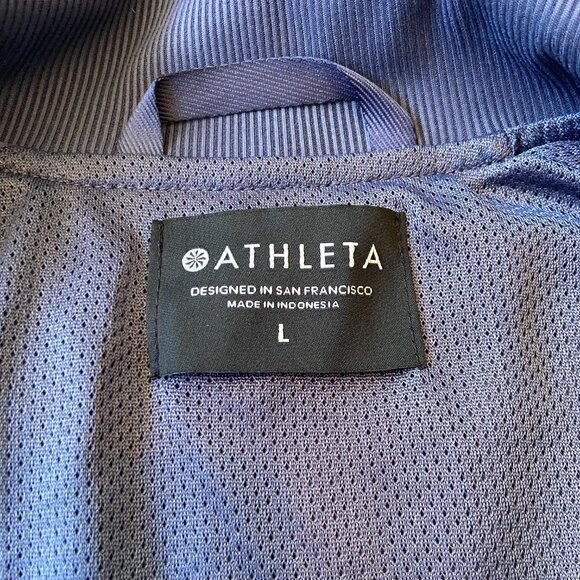 ATHLETA
DESIGNED IN SAN FRANCISCO
MADE IN INDONESIA
L